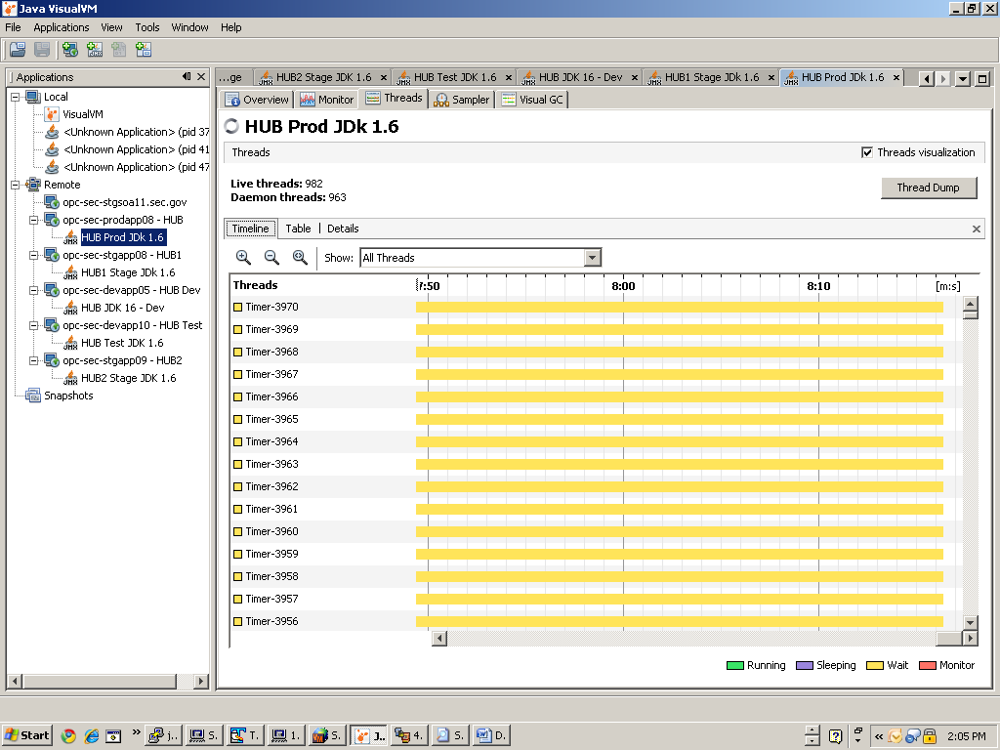 Java VisualVM
File Applications View Tools Window Help
Applications
Local
VisualVM
<Unknown Application> (pid 37
<Unknown Application> (pid 41
<Unknown Application> (pid 47
Remote
opc-sec-stgsoa11.sec.gov
opc-sec-prodapp08 - HUB
HUB Prod JDk 1.6
opc-sec-stgapp08 - HUB1
HUB1 Stage JDk 1.6
opc-sec-devapp05 - HUB Dev
HUB JDK 16 - Dev
opc-sec-devapp10 - HUB Test
HUB Test JDK 1.6
opc-sec-stgapp09 - HUB2
HUB2 Stage JDK 1.6
Snapshots
...ge HUB2 Stage JDK 1.6 HUB Test JDK 1.6 HUB JDK 16 - Dev HUB1 Stage JDk 1.6 HUB Prod JDk 1.6
Overview Monitor Threads Sampler Visual GC
HUB Prod JDk 1.6
Threads Threads visualization
Live threads: 982
Daemon threads: 963
Thread Dump
Timeline Table Details
Show: All Threads
Threads 7:50 8:00 8:10 [m:s]
Timer-3970
Timer-3969
Timer-3968
Timer-3967
Timer-3966
Timer-3965
Timer-3964
Timer-3963
Timer-3962
Timer-3961
Timer-3960
Timer-3959
Timer-3958
Timer-3957
Timer-3956
Running Sleeping Wait Monitor
Start j.. S. T. 1. S. J.. 4. S. D. 2:05 PM